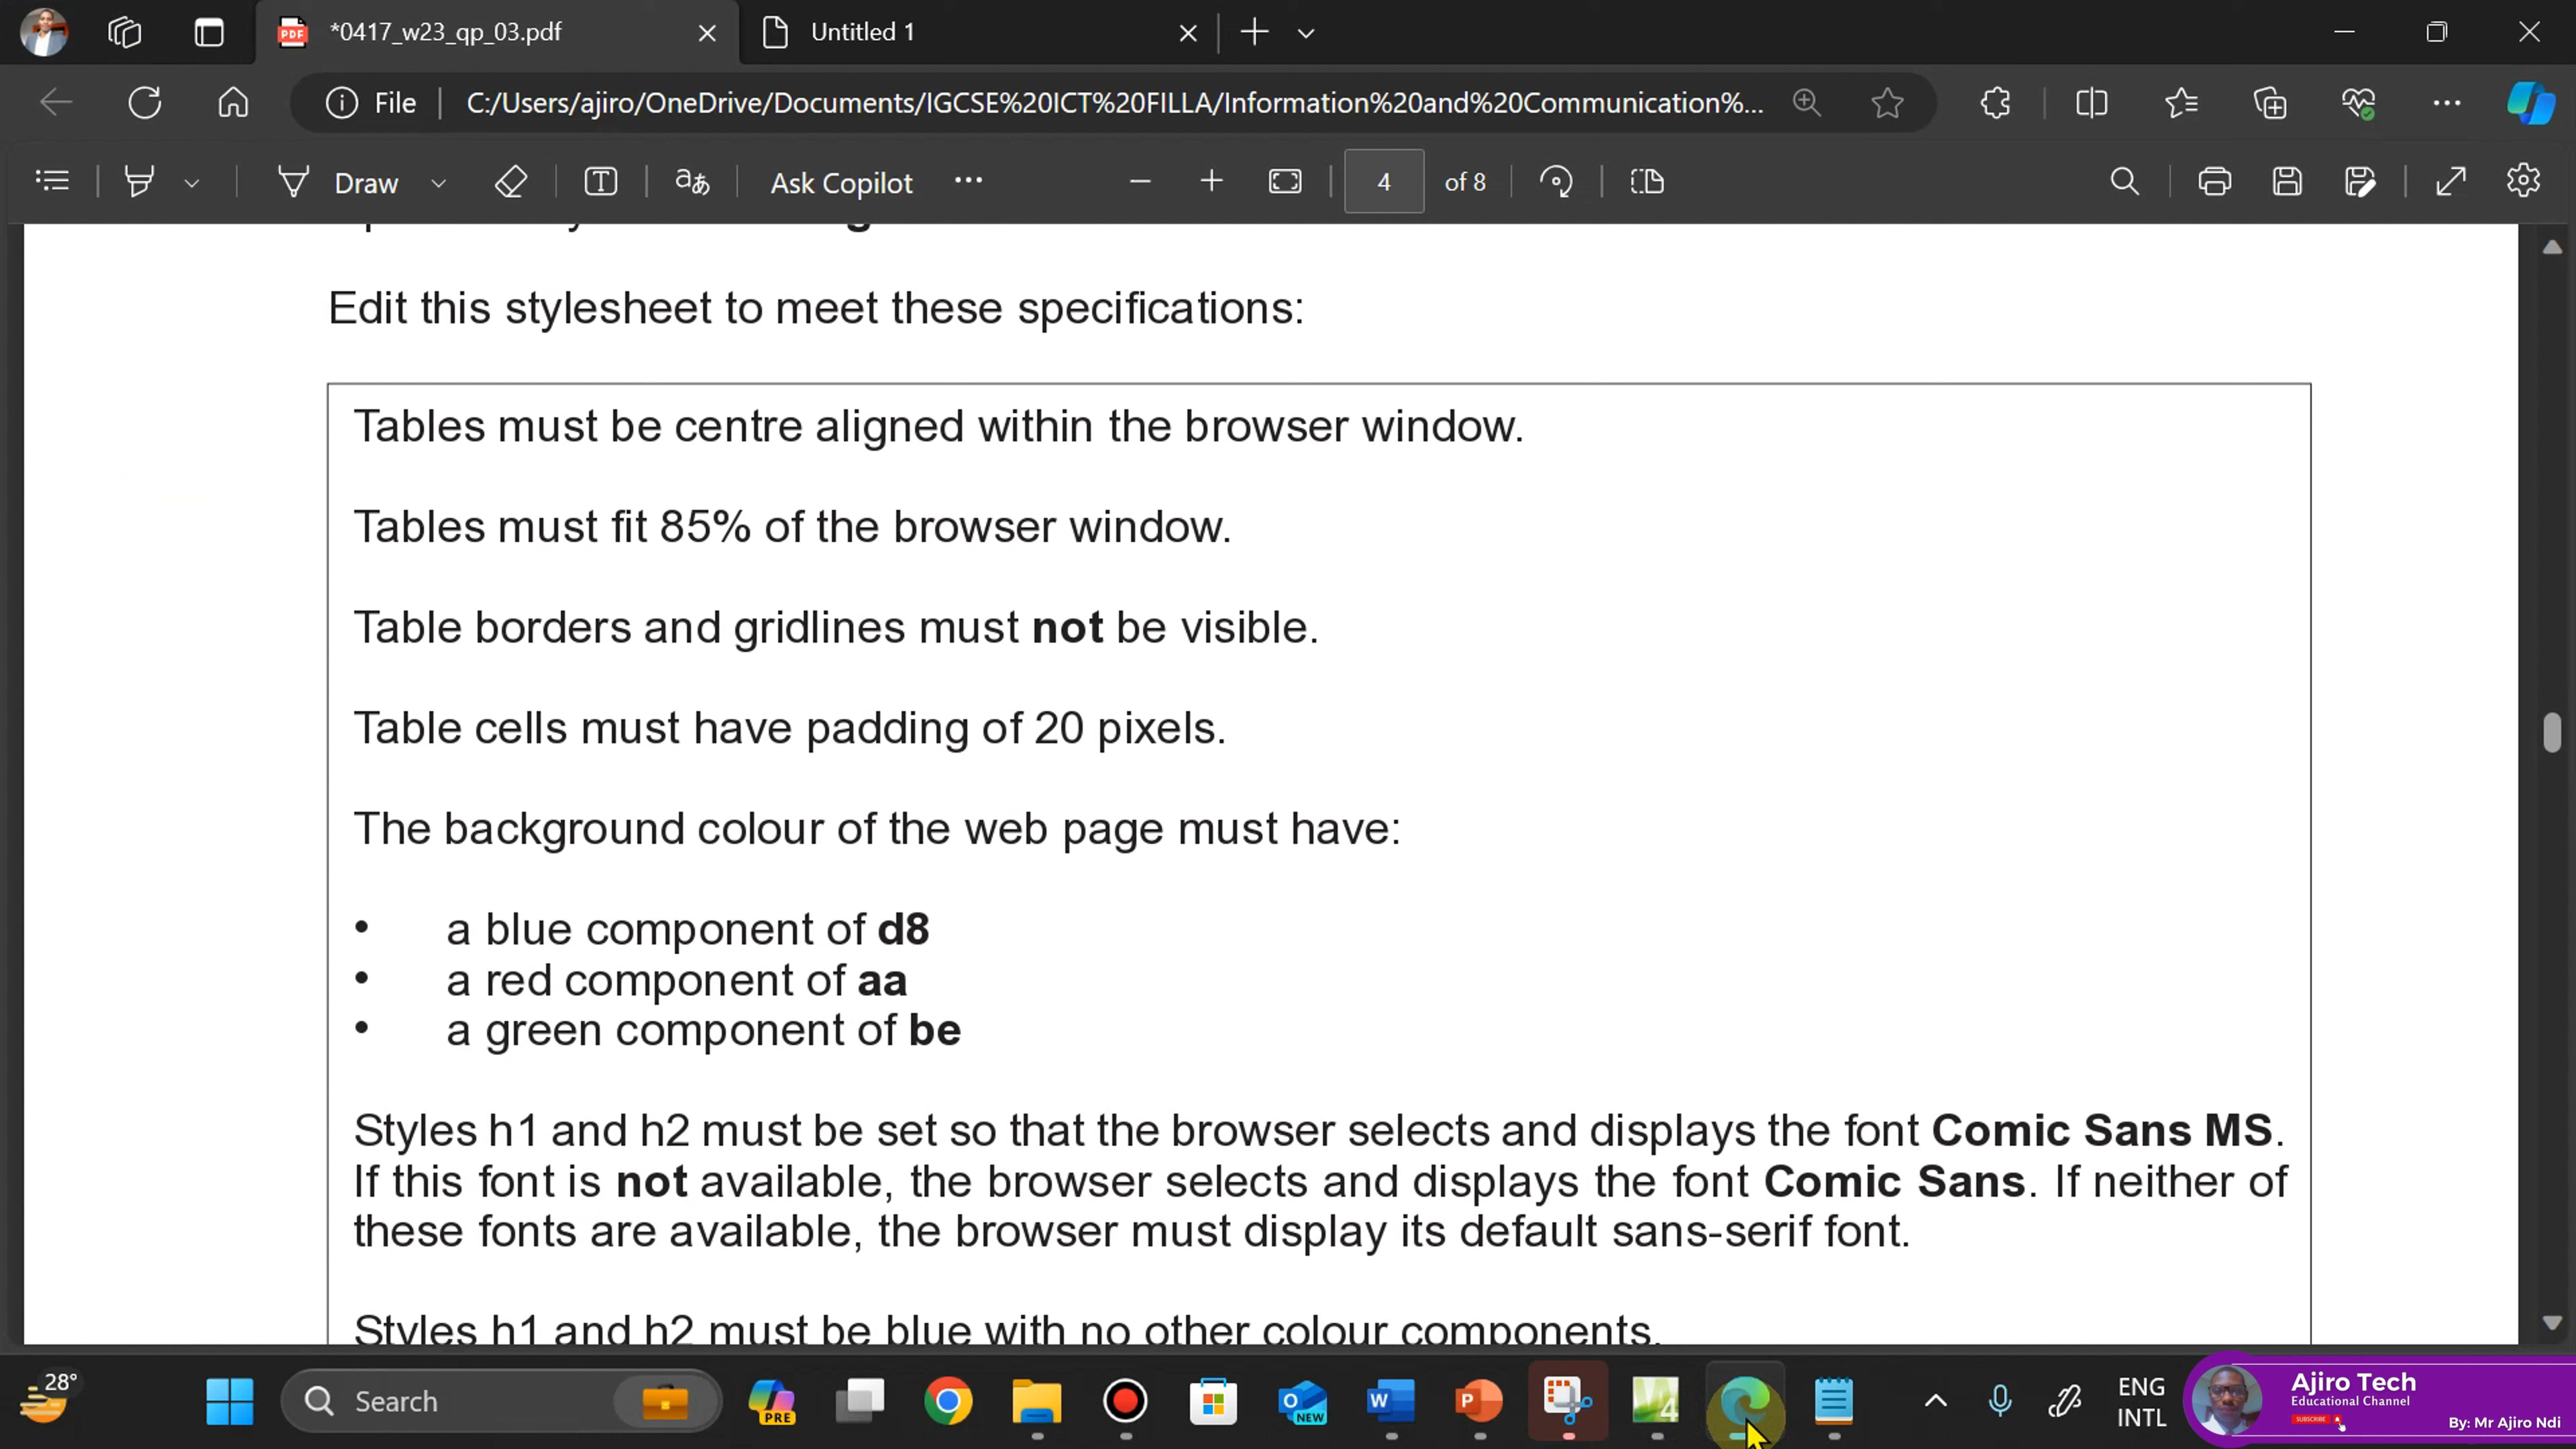 *0417_w23_qp_03.pdf
Untitled 1
File
C:/Users/ajiro/OneDrive/Documents/IGCSE%20ICT%20FILLA/Information%20and%20Communication%...
Draw
Ask Copilot
4
of 8
Edit this stylesheet to meet these specifications:
Tables must be centre aligned within the browser window.
Tables must fit 85% of the browser window.
Table borders and gridlines must not be visible.
Table cells must have padding of 20 pixels.
The background colour of the web page must have:
• a blue component of d8
• a red component of aa
• a green component of be
Styles h1 and h2 must be set so that the browser selects and displays the font Comic Sans MS.
If this font is not available, the browser selects and displays the font Comic Sans. If neither of
these fonts are available, the browser must display its default sans-serif font.
Styles h1 and h2 must be blue with no other colour components.
28°
Search
PRE
NEW
ENG
INTL
Ajiro Tech
Educational Channel
SUBSCRIBE
By: Mr Ajiro Ndi